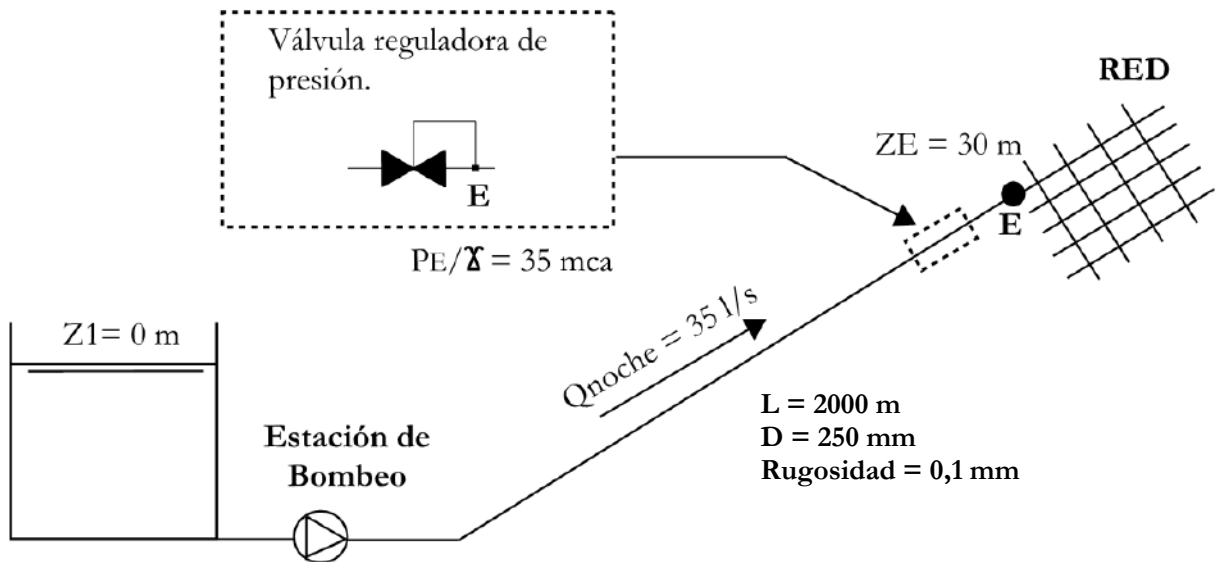 Válvula reguladora de
presión.
E
PE/ɣ = 35 mca
RED
ZE = 30 m
E
Z1= 0 m
Qnoche = 35 l/s
Estación de
Bombeo
L = 2000 m
D = 250 mm
Rugosidad = 0,1 mm